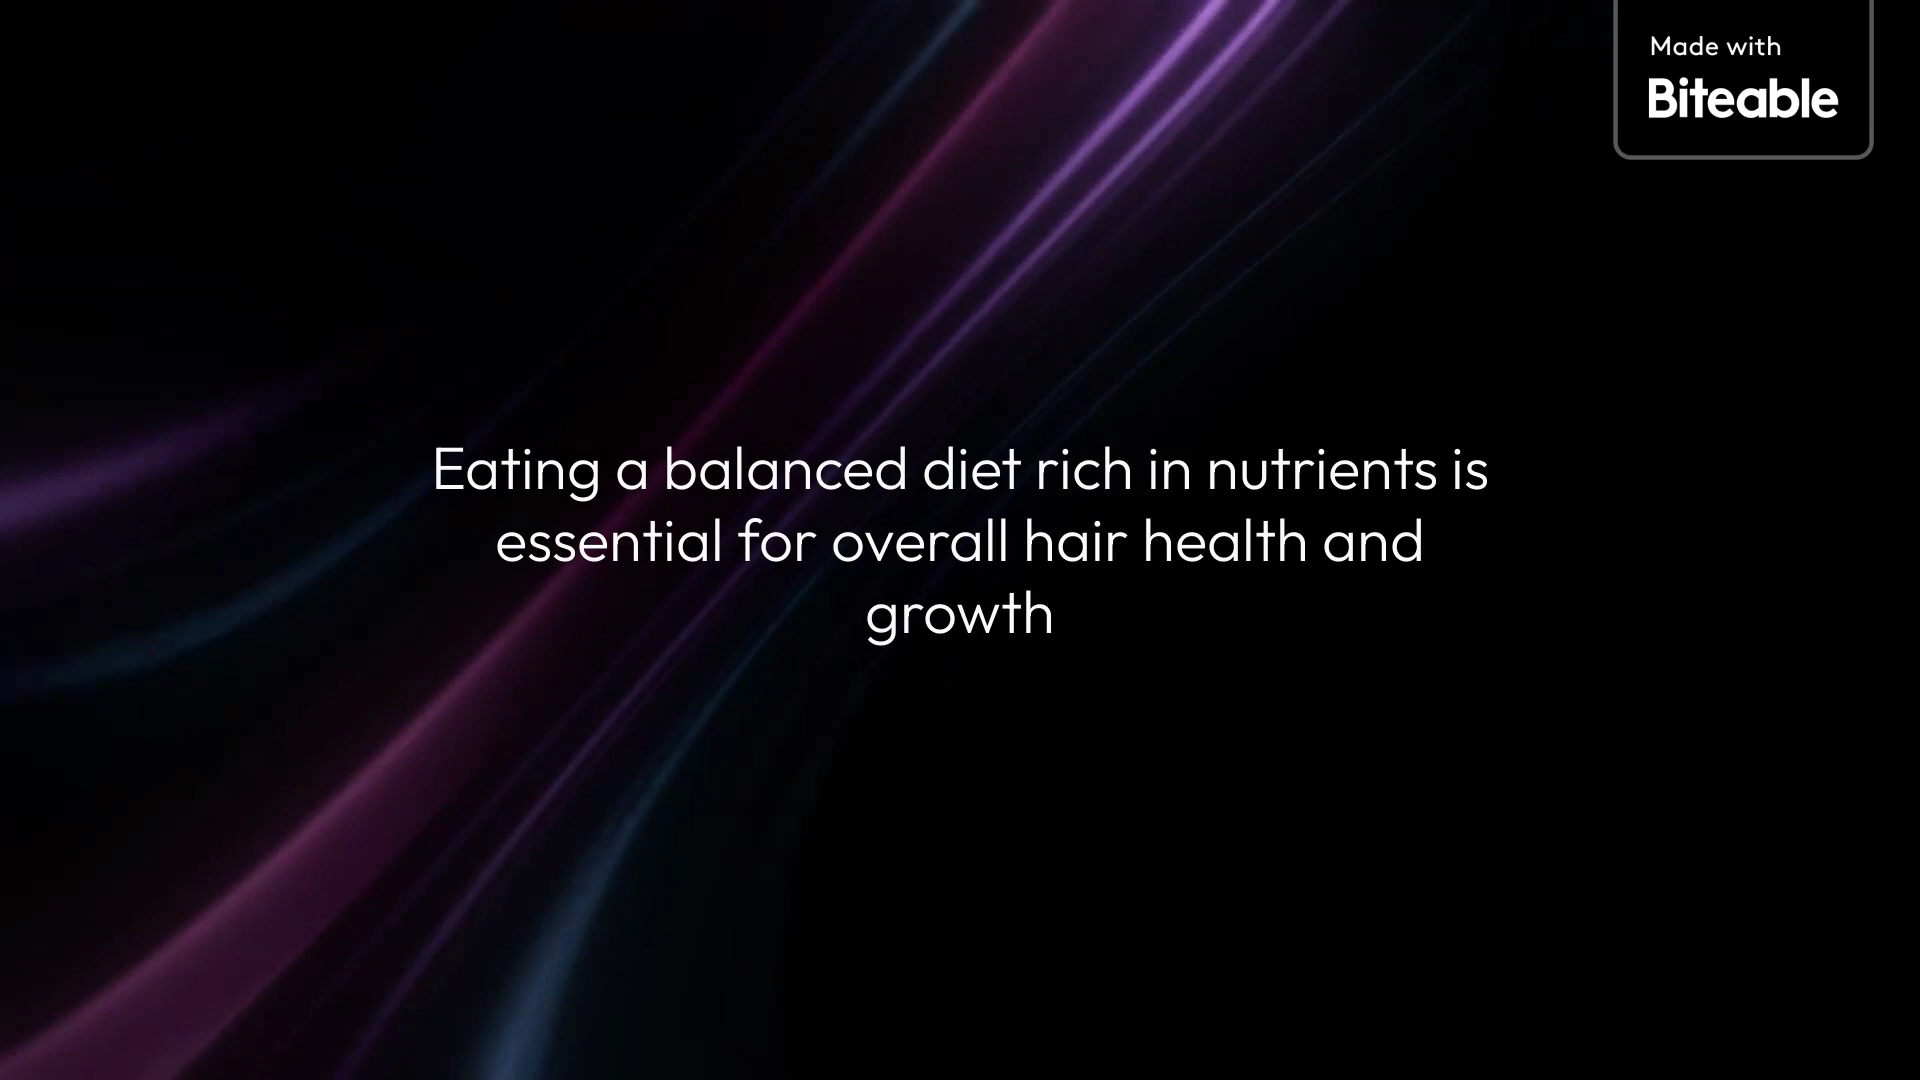 Made with
Biteable
Eating a balanced diet rich in nutrients is
essential for overall hair health and
growth